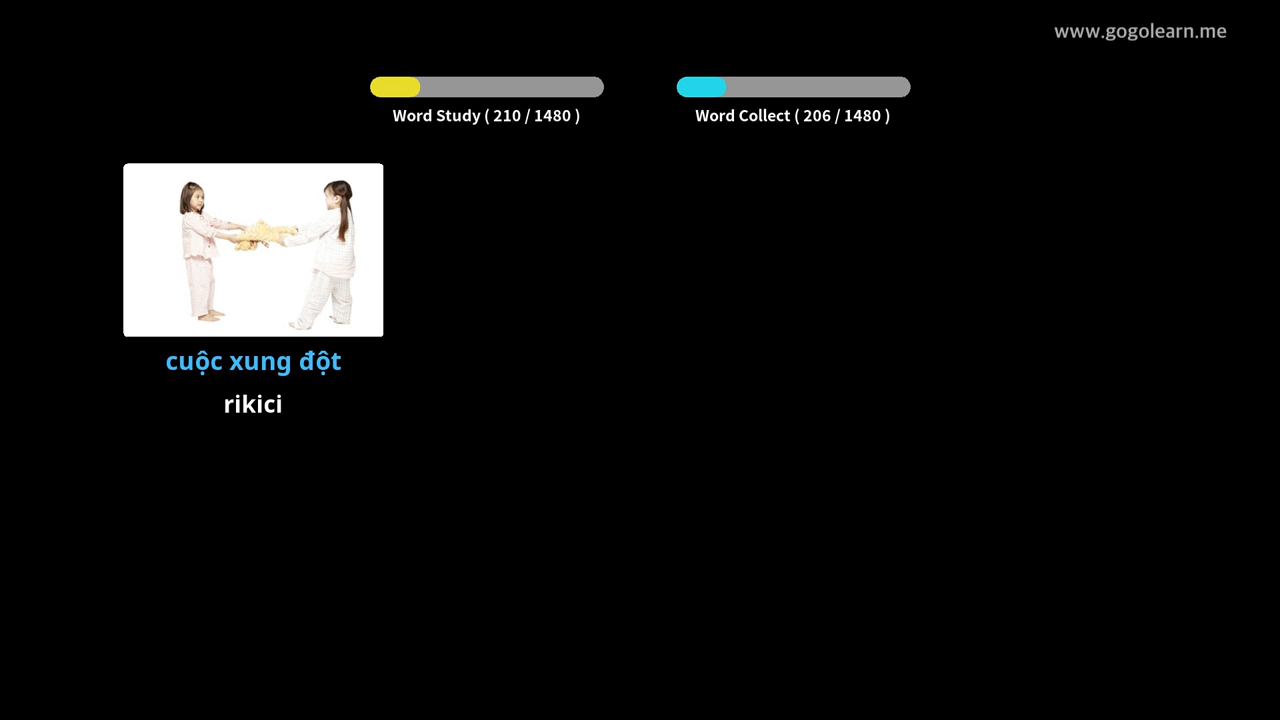 www.gogolearn.me
Word Study ( 210 / 1480 )
Word Collect ( 206 / 1480 )
cuộc xung đột
rikici